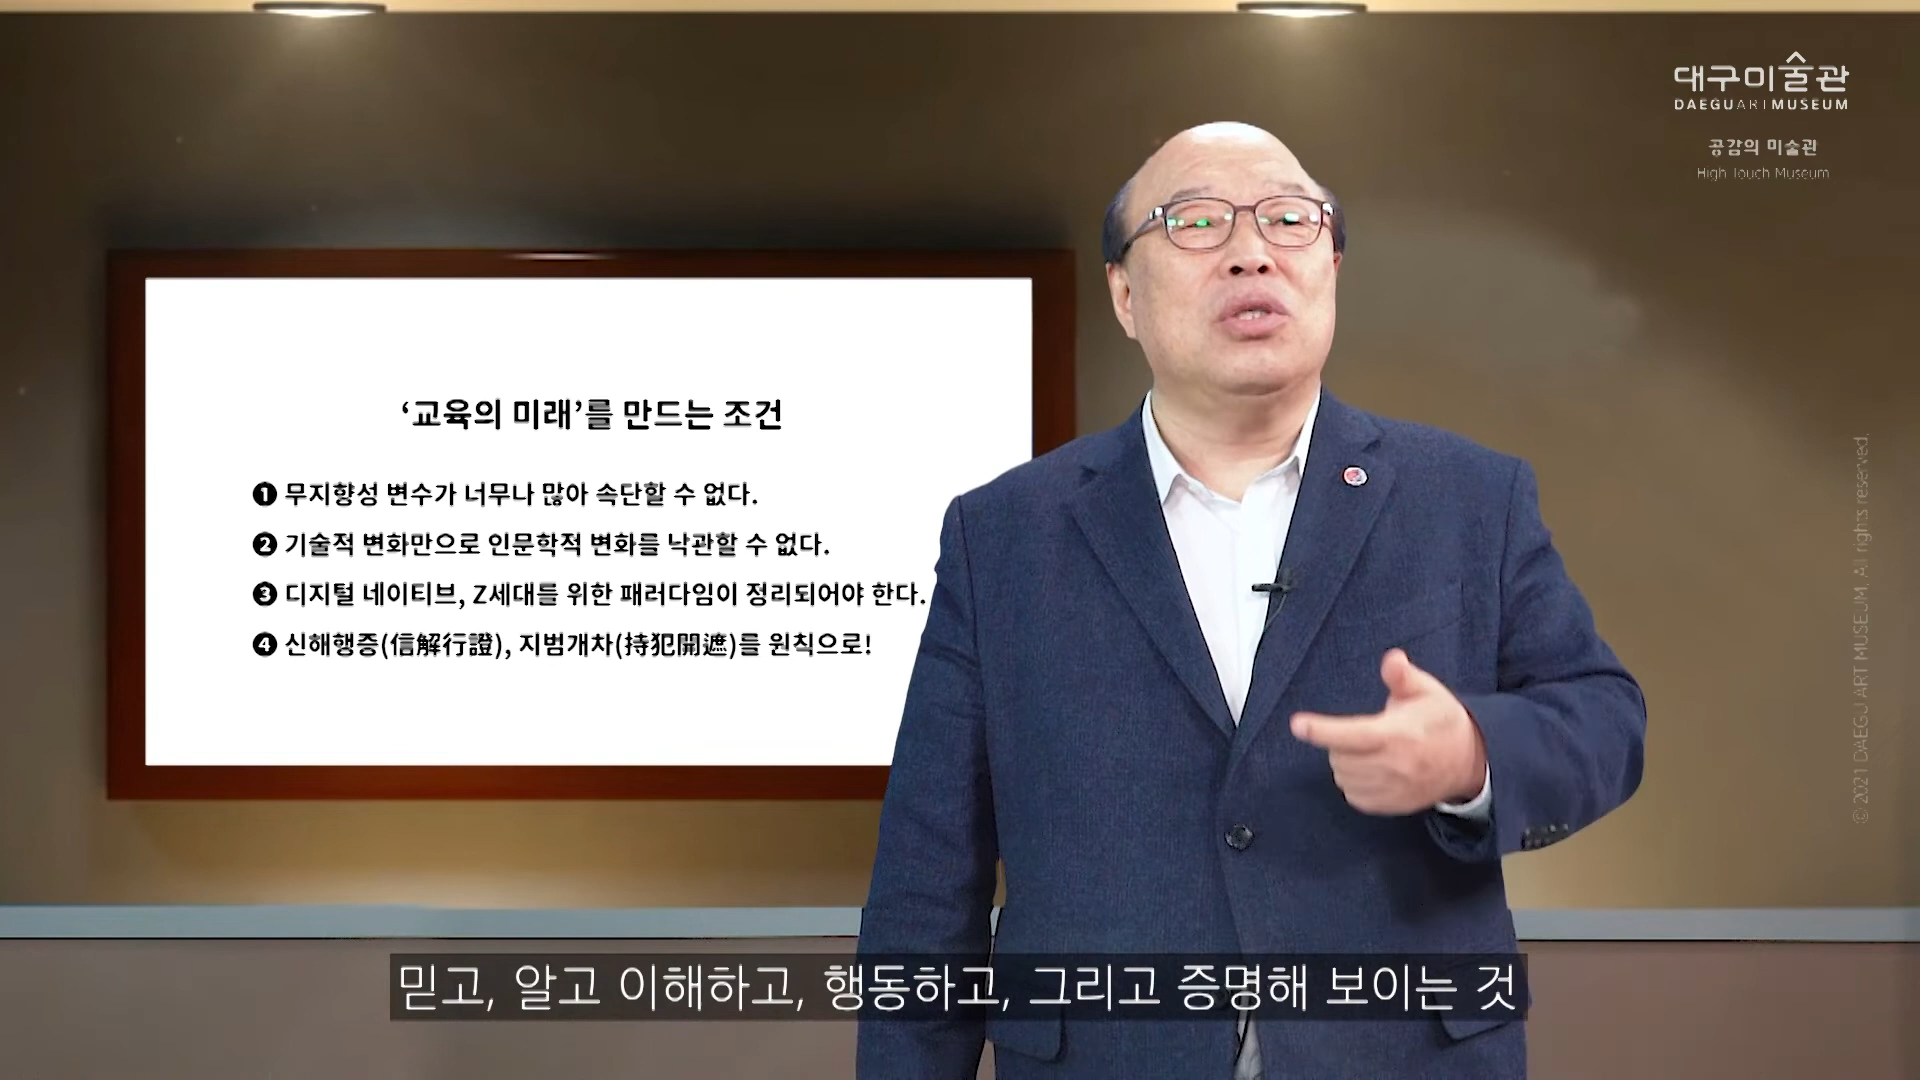 대구미술관
DAEGU ART MUSEUM
공감의 미술관
High Touch Museum
‘교육의 미래’를 만드는 조건
❶ 무지향성 변수가 너무나 많아 속단할 수 없다.
❷ 기술적 변화만으로 인문학적 변화를 낙관할 수 없다.
❸ 디지털 네이티브, Z세대를 위한 패러다임이 정리되어야 한다.
❹ 신해행증(信解行證), 지범개차(持犯開遮)를 원칙으로!
© 2021 DAEGU ART MUSEUM. All rights reserved.
믿고, 알고 이해하고, 행동하고, 그리고 증명해 보이는 것